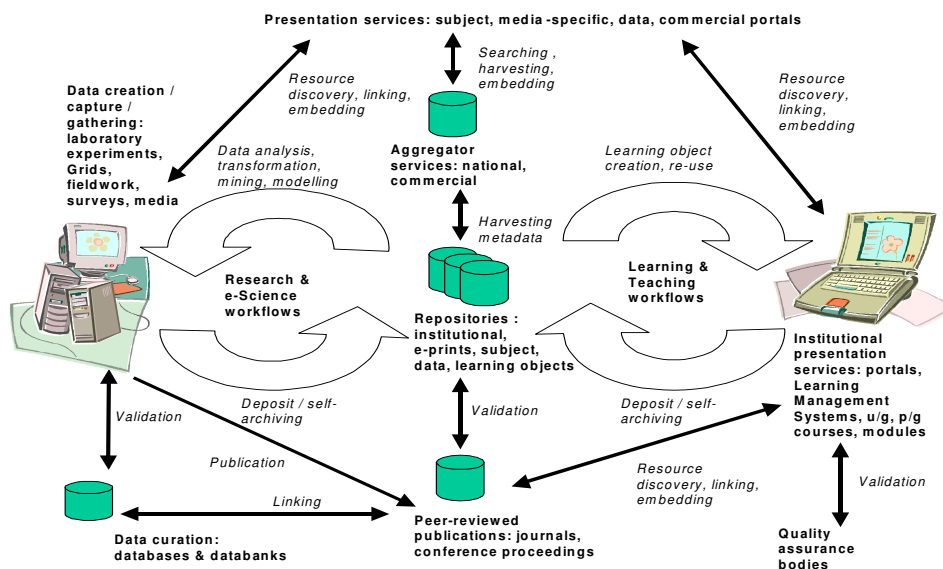 Presentation services: subject, media-specific, data, commercial portals
Searching ,
harvesting,
embedding
Resource
discovery, linking,
embedding
Resource
discovery,
linking,
embedding
Data creation /
capture /
gathering:
laboratory
experiments,
Grids,
fieldwork,
surveys, media
Data analysis,
transformation,
mining, modelling
Aggregator
services: national,
commercial
Learning object
creation, re-use
Harvesting
metadata
Research &
e-Science
workflows
Learning &
Teaching
workflows
Repositories :
institutional,
e-prints, subject,
data, learning objects
Institutional
presentation
services: portals,
Learning
Management
Systems, u/g, p/g
courses, modules
Deposit / self-
archiving
Validation
Validation
Deposit / self-
archiving
Publication
Resource
discovery, linking,
embedding
Validation
Linking
Data curation:
databases & databanks
Peer-reviewed
publications: journals,
conference proceedings
Quality
assurance
bodies